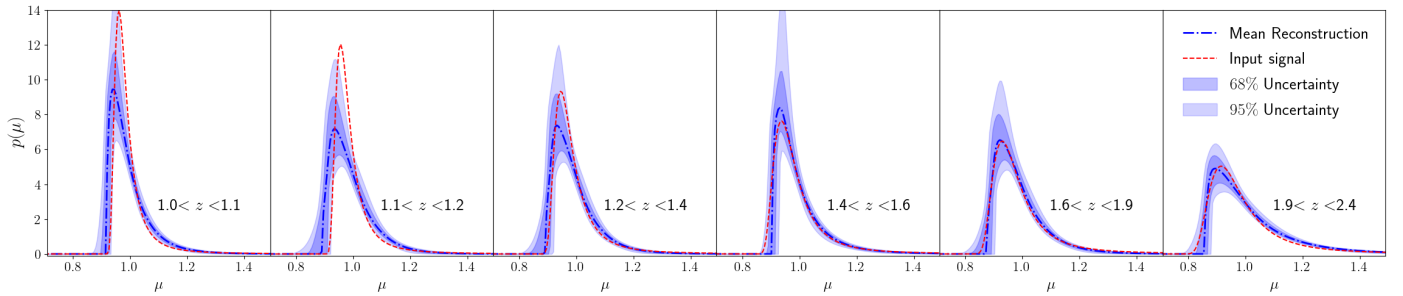 14
12
10
8
6
4
2
0
p(μ)
1.0< z <1.1
1.1< z <1.2
1.2< z <1.4
1.4< z <1.6
1.6< z <1.9
1.9< z <2.4
Mean Reconstruction
Input signal
68% Uncertainty
95% Uncertainty
0.8 1.0 1.2 1.4 0.8 1.0 1.2 1.4 0.8 1.0 1.2 1.4 0.8 1.0 1.2 1.4 0.8 1.0 1.2 1.4 0.8 1.0 1.2 1.4
μ μ μ μ μ μ